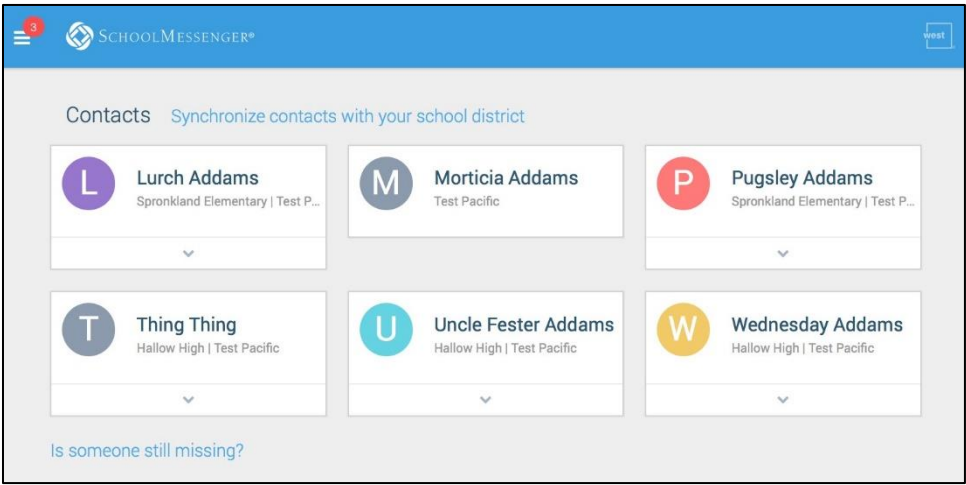 3
SCHOOLMESSENGER®
west
Contacts Synchronize contacts with your school district
L
Lurch Addams
Spronkland Elementary | Test P...
M
Morticia Addams
Test Pacific
P
Pugsley Addams
Spronkland Elementary | Test P...
T
Thing Thing
Hallow High | Test Pacific
U
Uncle Fester Addams
Hallow High | Test Pacific
W
Wednesday Addams
Hallow High | Test Pacific
Is someone still missing?